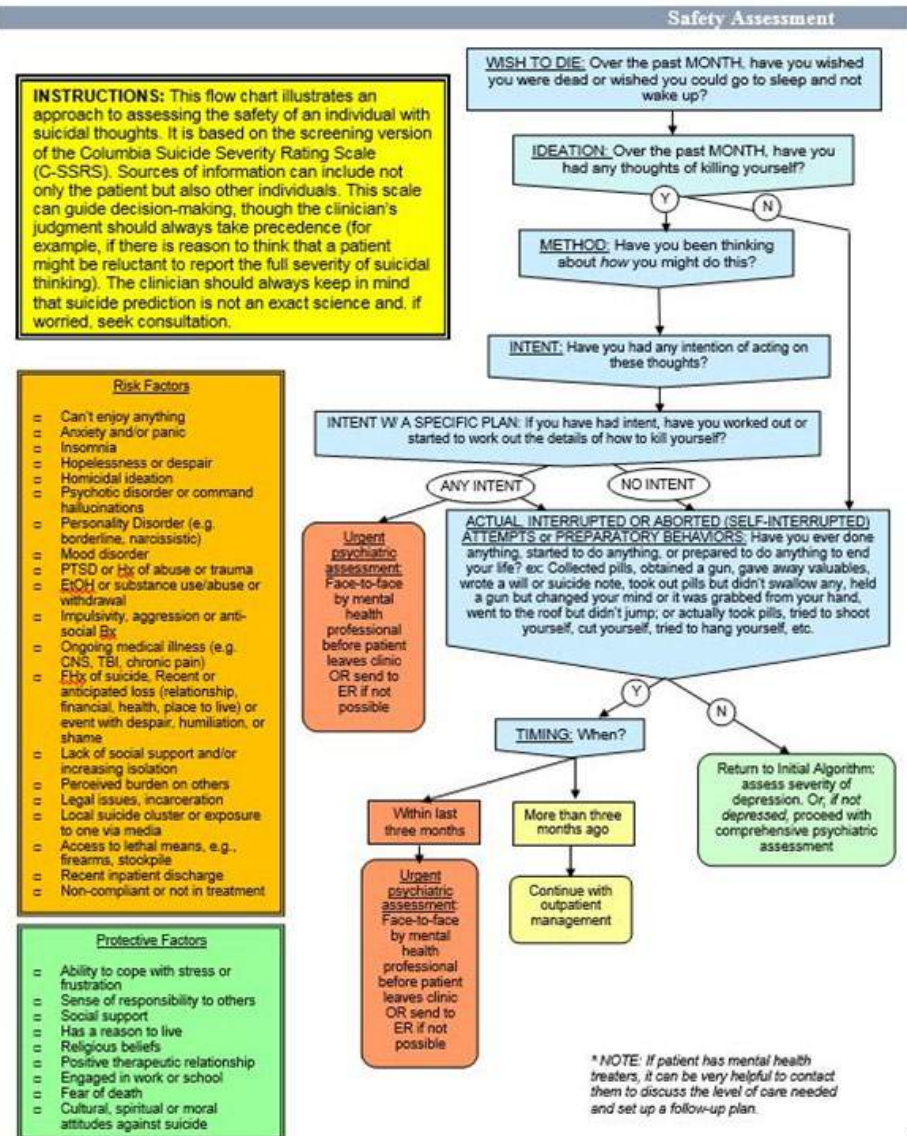 Safety Assessment
INSTRUCTIONS: This flow chart illustrates an
approach to assessing the safety of an individual with
suicidal thoughts. It is based on the screening version
of the Columbia Suicide Severity Rating Scale
(C-SSRS). Sources of information can include not
only the patient but also other individuals. This scale
can guide decision-making, though the clinician's
judgment should always take precedence (for
example, if there is reason to think that a patient
might be reluctant to report the full severity of suicidal
thinking). The clinician should always keep in mind
that suicide prediction is not an exact science and, if
worried, seek consultation.
WISH TO DIE: Over the past MONTH, have you wished
you were dead or wished you could go to sleep and not
wake up?
IDEATION: Over the past MONTH, have you
had any thoughts of killing yourself?
Y
N
METHOD: Have you been thinking
about how you might do this?
INTENT: Have you had any intention of acting on
these thoughts?
INTENT W/ A SPECIFIC PLAN: If you have had intent, have you worked out or
started to work out the details of how to kill yourself?
ANY INTENT
NO INTENT
Urgent
psychiatric
assessment:
Face-to-face
by mental
health
professional
before patient
leaves clinic
OR send to
ER if not
possible
ACTUAL, INTERRUPTED OR ABORTED (SELF-INTERRUPTED)
ATTEMPTS or PREPARATORY BEHAVIORS: Have you ever done
anything, started to do anything, or prepared to do anything to end
your life? ex: Collected pills, obtained a gun, gave away valuables,
wrote a will or suicide note, took out pills but didn't swallow any, held
a gun but changed your mind or it was grabbed from your hand,
went to the roof but didn't jump; or actually took pills, tried to shoot
yourself, cut yourself, tried to hang yourself, etc.
Y
N
TIMING: When?
Within last
three months
More than three
months ago
Return to Initial Algorithm:
assess severity of
depression. Or, if not
depressed, proceed with
comprehensive psychiatric
assessment
Urgent
psychiatric
assessment:
Face-to-face
by mental
health
professional
before patient
leaves clinic
OR send to
ER if not
possible
Continue with
outpatient
management
Risk Factors
Can't enjoy anything
Anxiety and/or panic
Insomnia
Hopelessness or despair
Homicidal ideation
Psychotic disorder or command
hallucinations
Personality Disorder (e.g.
borderline, narcissistic)
Mood disorder
PTSD or Hx of abuse or trauma
EtOH or substance use/abuse or
withdrawal
Impulsivity, aggression or anti-
social Bx
Ongoing medical illness (e.g.
CNS, TBI, chronic pain)
FHx of suicide, Recent or
anticipated loss (relationship,
financial, health, place to live) or
event with despair, humiliation, or
shame
Lack of social support and/or
increasing isolation
Perceived burden on others
Legal issues, incarceration
Local suicide cluster or exposure
to one via media
Access to lethal means, e.g.,
firearms, stockpile
Recent inpatient discharge
Non-compliant or not in treatment
Protective Factors
Ability to cope with stress or
frustration
Sense of responsibility to others
Social support
Has a reason to live
Religious beliefs
Positive therapeutic relationship
Engaged in work or school
Fear of death
Cultural, spiritual or moral
attitudes against suicide
* NOTE: If patient has mental health
treaters, it can be very helpful to contact
them to discuss the level of care needed
and set up a follow-up plan.